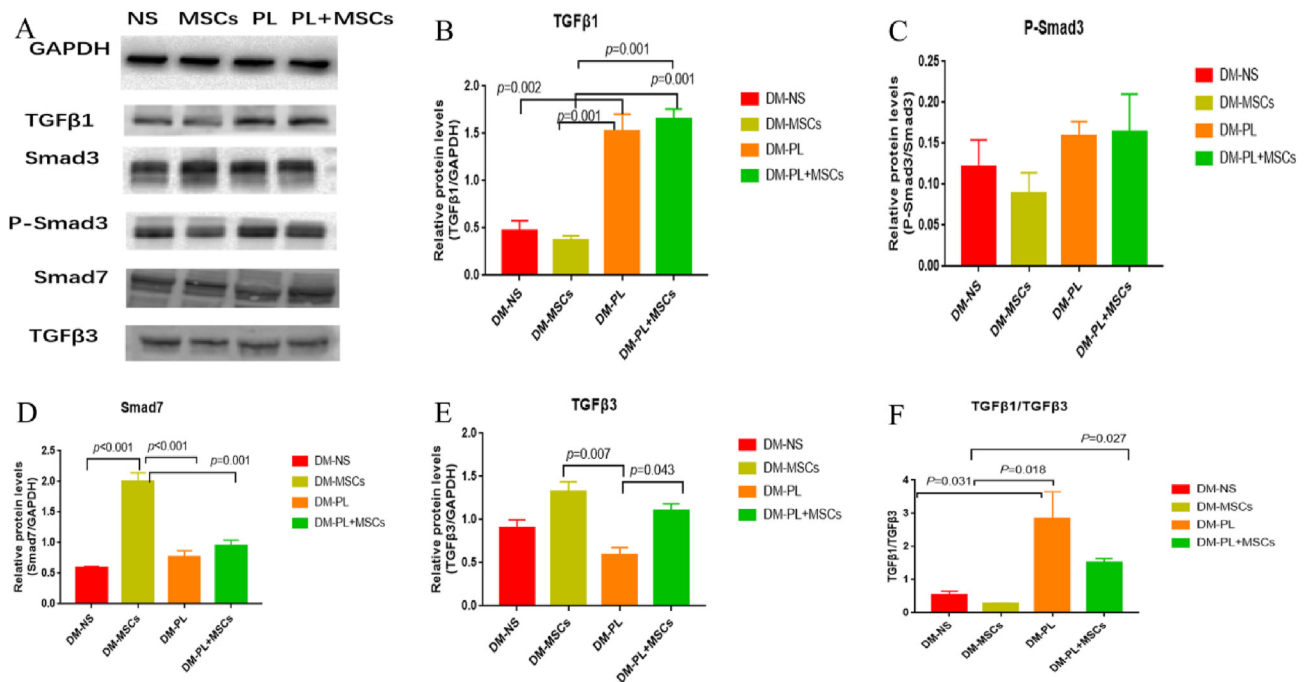 A
NS MSCs PL PL+MSCs
GAPDH
TGFβ1
Smad3
P-Smad3
Smad7
TGFβ3
B
TGFβ1
Relative protein levels
(TGFβ1/GAPDH)
2.0
1.5
1.0
0.5
0.0
p=0.001
p=0.002
p=0.001
p=0.001
DM-NS
DM-MSCs
DM-PL
DM-PL+MSCs
DM-NS
DM-MSCs
DM-PL
DM-PL+MSCs
C
P-Smad3
Relative protein levels
(P-Smad3/Smad3)
0.25
0.20
0.15
0.10
0.05
0.00
DM-NS
DM-MSCs
DM-PL
DM-PL+MSCs
DM-NS
DM-MSCs
DM-PL
DM-PL+MSCs
D
Smad7
Relative protein levels
(Smad7/GAPDH)
2.5
2.0
1.5
1.0
0.5
0.0
p<0.001
p<0.001
p=0.001
DM-NS
DM-MSCs
DM-PL
DM-PL+MSCs
DM-NS
DM-MSCs
DM-PL
DM-PL+MSCs
E
TGFβ3
Relative protein levels
(TGFβ3/GAPDH)
2.0
1.5
1.0
0.5
0.0
p=0.007
p=0.043
DM-NS
DM-MSCs
DM-PL
DM-PL+MSCs
DM-NS
DM-MSCs
DM-PL
DM-PL+MSCs
F
TGFβ1/TGFβ3
TGFβ1/TGFβ3
4
3
2
1
0
P=0.027
P=0.018
P=0.031
DM-NS
DM-MSCs
DM-PL
DM-PL+MSCs
DM-NS
DM-MSCs
DM-PL
DM-PL+MSCs